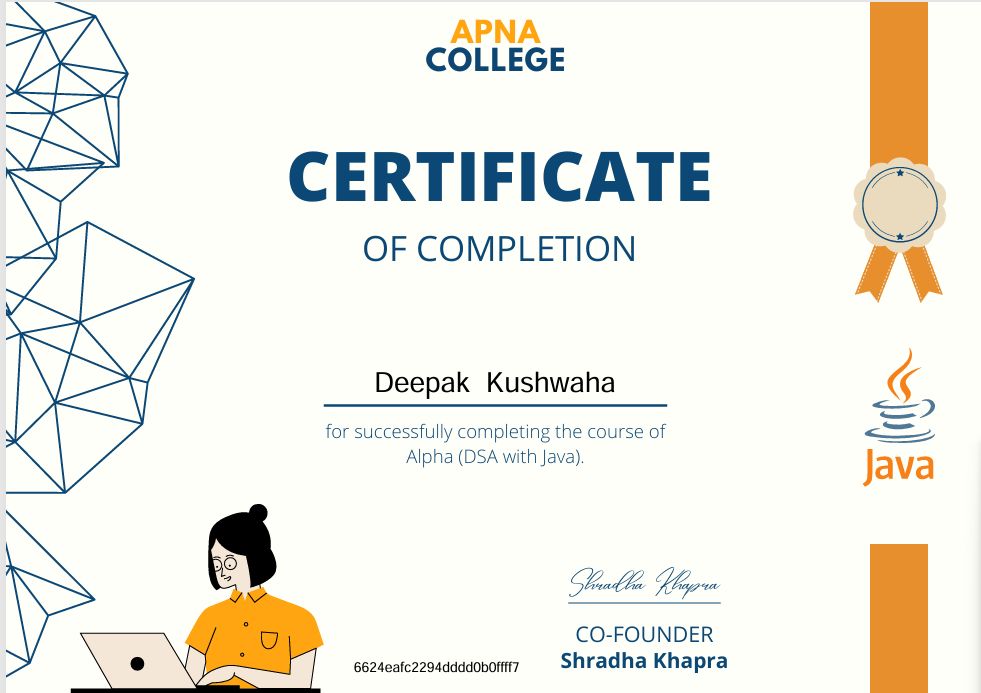 APNA
COLLEGE
CERTIFICATE
OF COMPLETION
Deepak Kushwaha
for successfully completing the course of
Alpha (DSA with Java).
Java
Shradha Khapra
CO-FOUNDER
Shradha Khapra
6624eafc2294dddd0b0ffff7